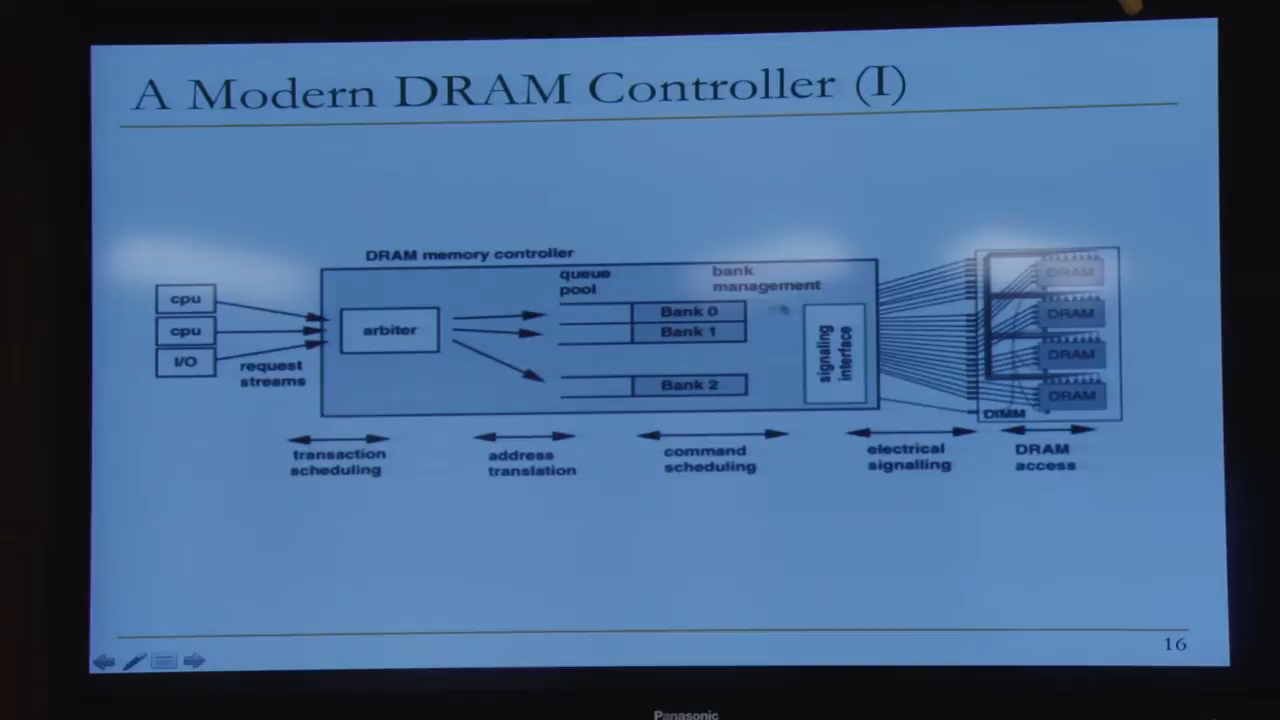 A Modern DRAM Controller (I)
DRAM memory controller
queue
pool
bank
management
cpu
cpu
I/O
request
streams
arbiter
Bank 0
Bank 1
Bank 2
signaling
interface
DRAM
DRAM
DRAM
DRAM
DIMM
transaction
scheduling
address
translation
command
scheduling
electrical
signalling
DRAM
access
16
Panasonic